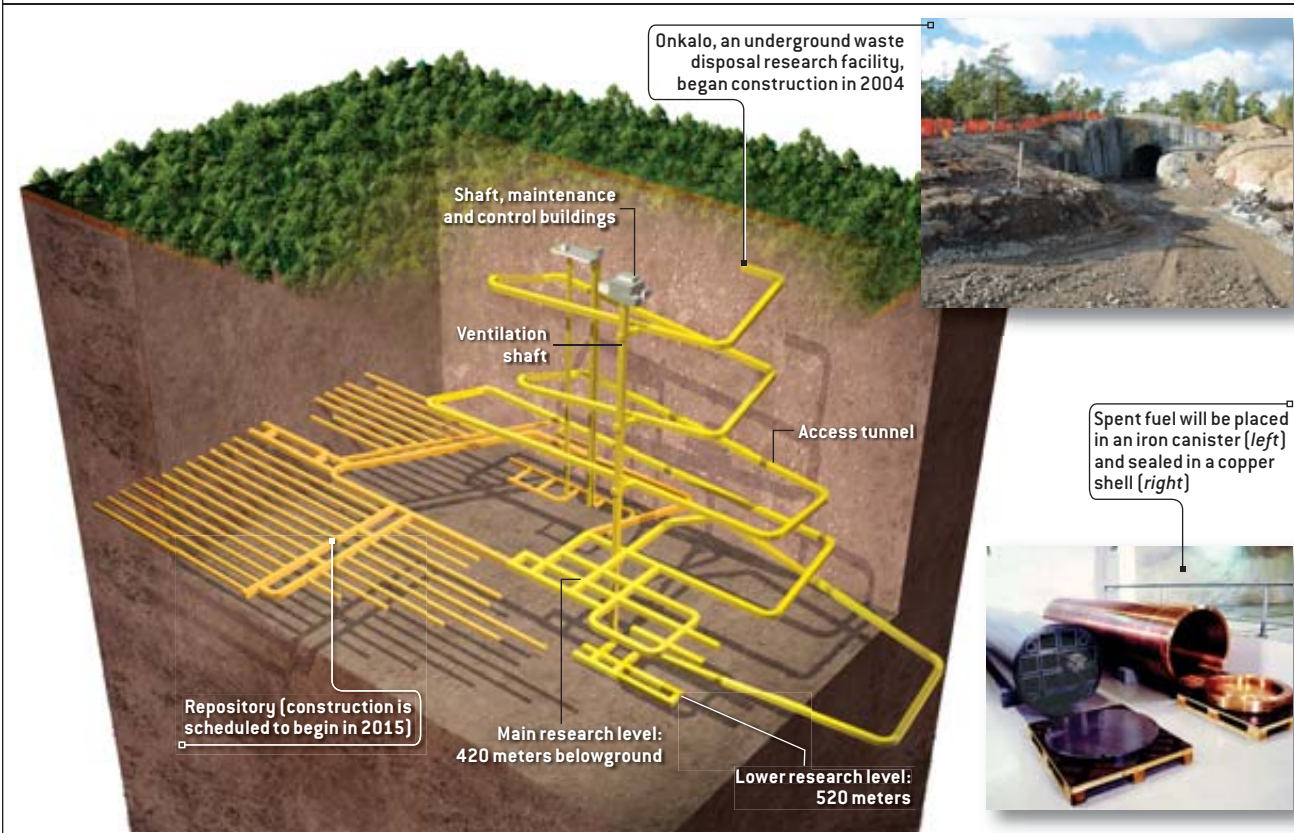 Onkalo, an underground waste
disposal research facility,
began construction in 2004
Shaft, maintenance
and control buildings
Ventilation
shaft
Access tunnel
Spent fuel will be placed
in an iron canister (left)
and sealed in a copper
shell (right)
Repository (construction is
scheduled to begin in 2015)
Main research level:
420 meters belowground
Lower research level:
520 meters